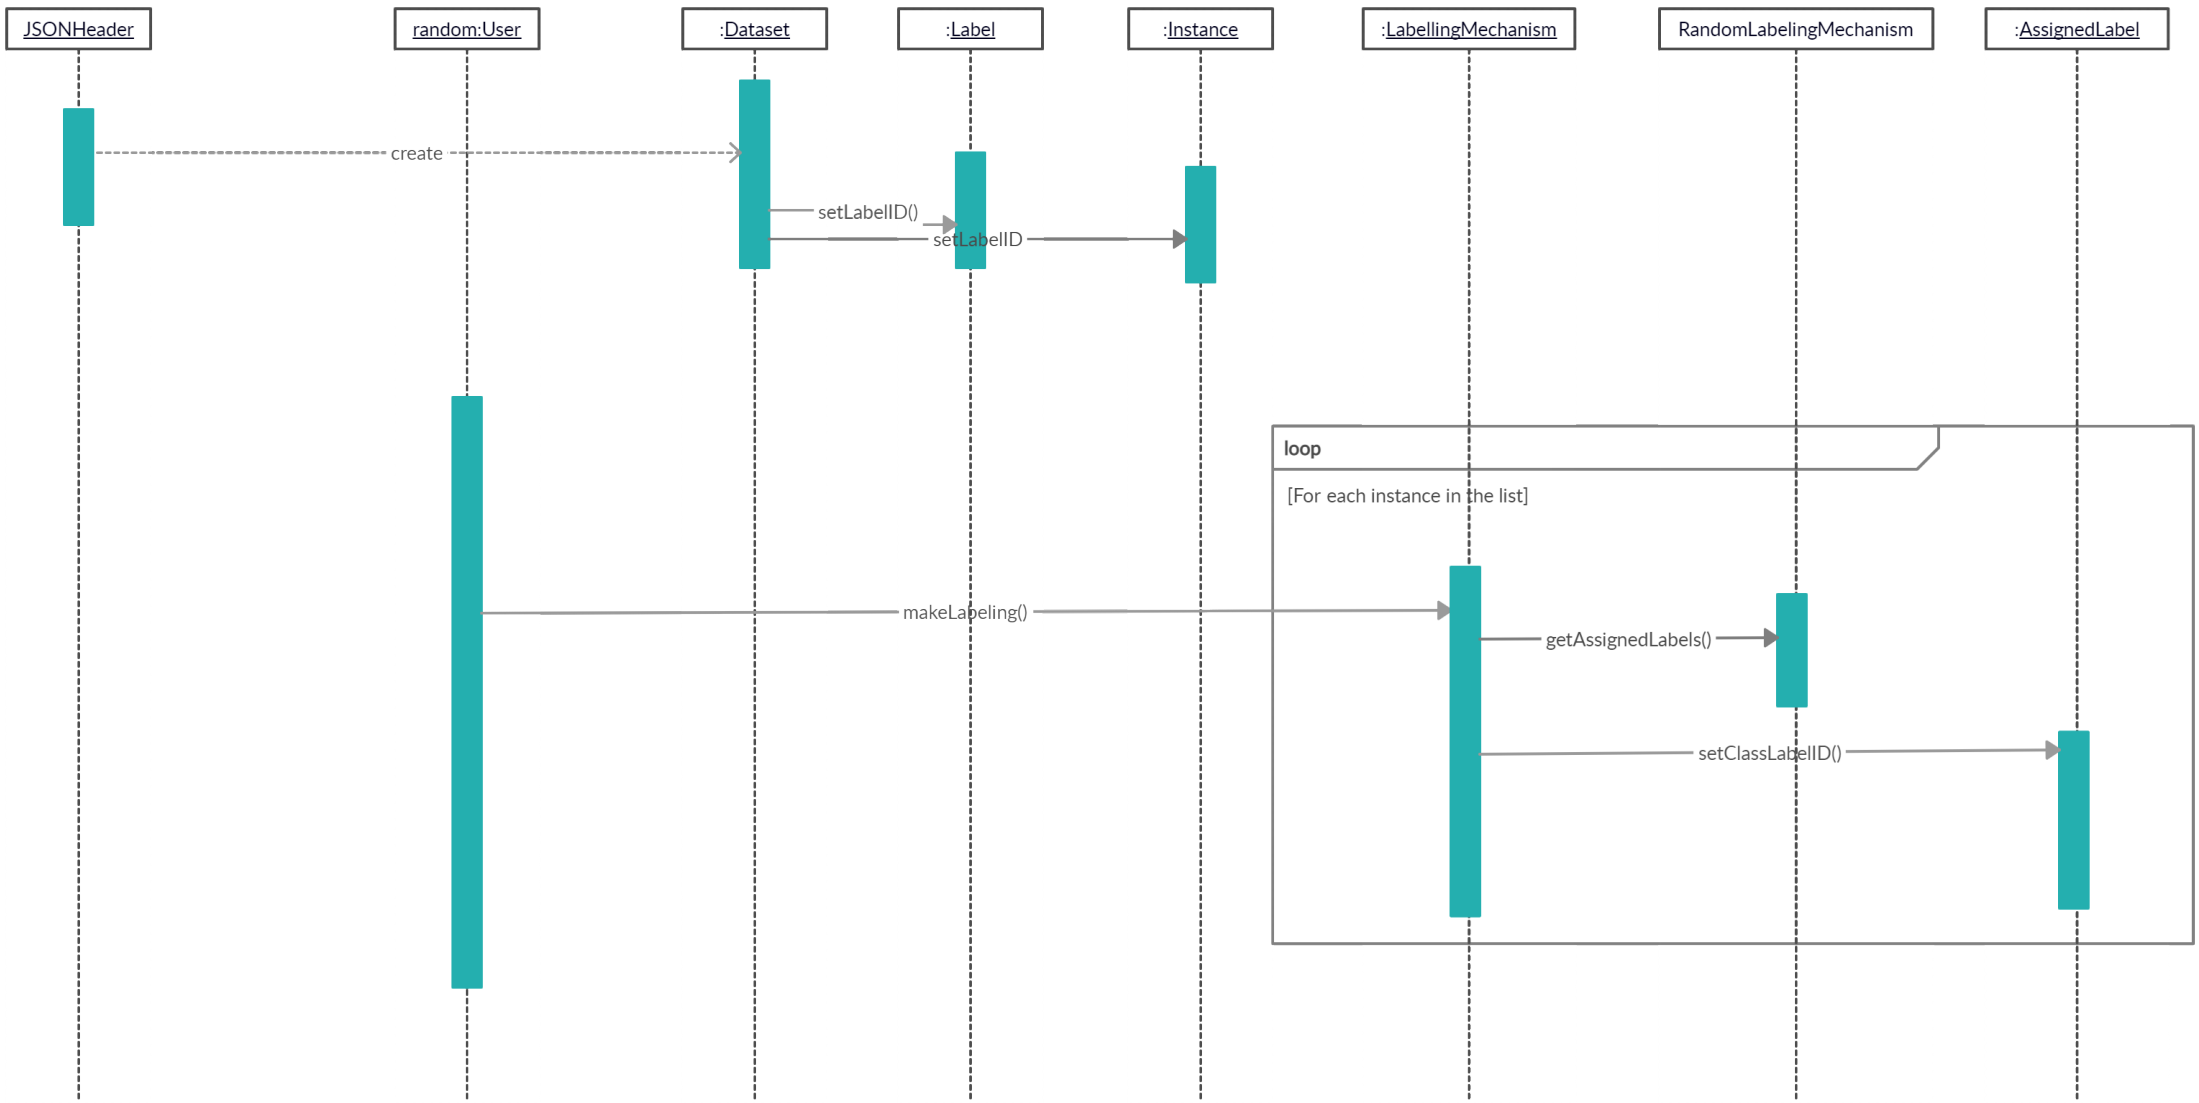 JSONHeader
random:User
:Dataset
:Label
:Instance
:LabellingMechanism
RandomLabelingMechanism
:AssignedLabel
create
setLabelID()
setLabelID
loop
[For each instance in the list]
makeLabeling()
getAssignedLabels()
setClassLabelID()